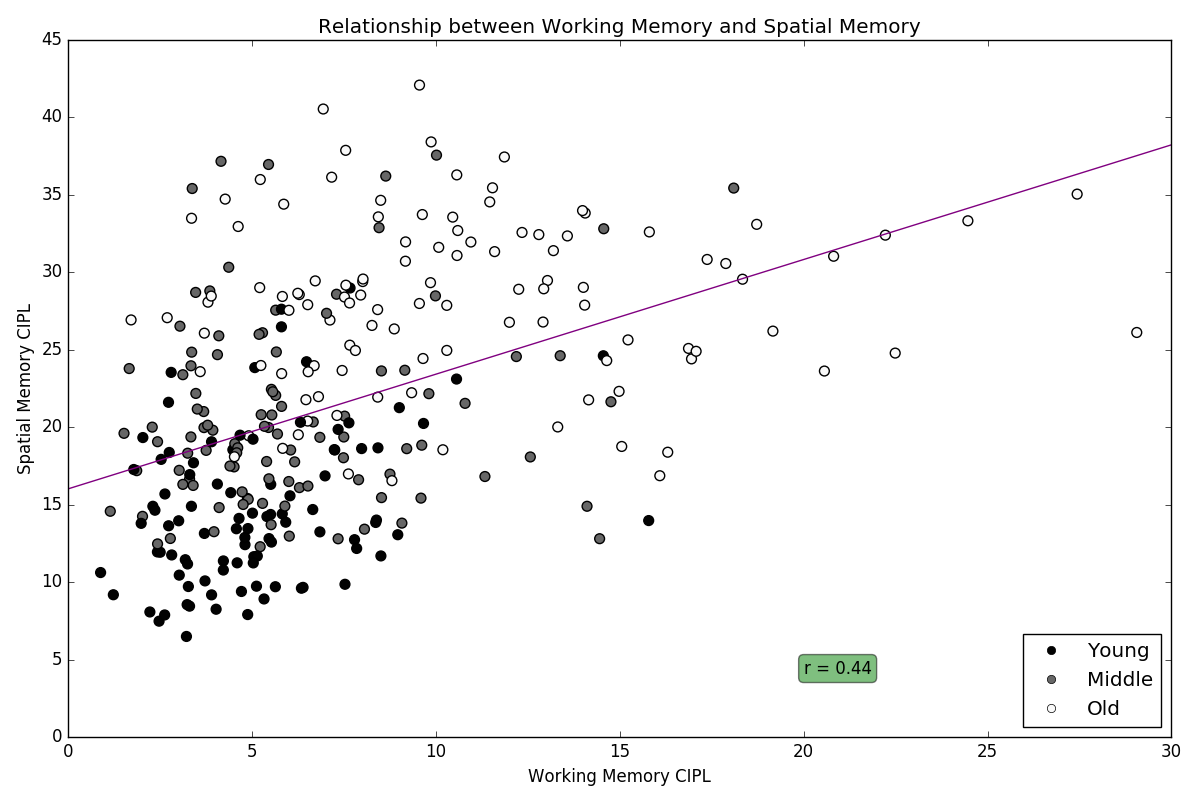 Relationship between Working Memory and Spatial Memory
45
40
35
30
25
20
15
10
5
0
Spatial Memory CIPL
0 5 10 15 20 25 30
Working Memory CIPL
r = 0.44
Young
Middle
Old